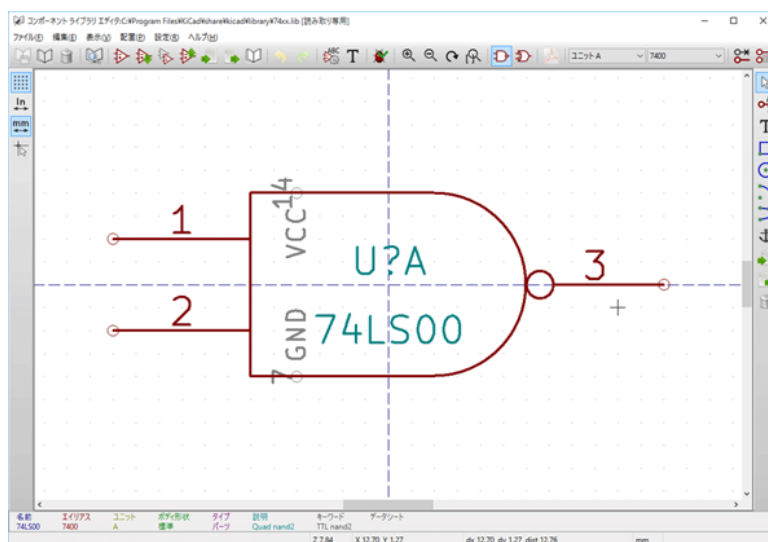 コンポーネント ライブラリ エディタ:C:¥Program Files¥KiCad¥share¥kicad¥library¥74xx.lib [読み取り専用]
ファイル(F) 編集(E) 表示(V) 配置(P) 設定(R) ヘルプ(H)
ABC T ユニット A 7400
In
mm
T
14
VCC
1
U?A
3
2
GND
74LS00
7
名前 エイリアス ユニット ボディ形状 タイプ 説明 キーワード データシート
74LS00 7400 A 標準 パーツ Quad nand2 TTL nand2
Z 7.84 X 12.70 Y 1.27 dx 12.70 dy 1.27 dist 12.76 mm